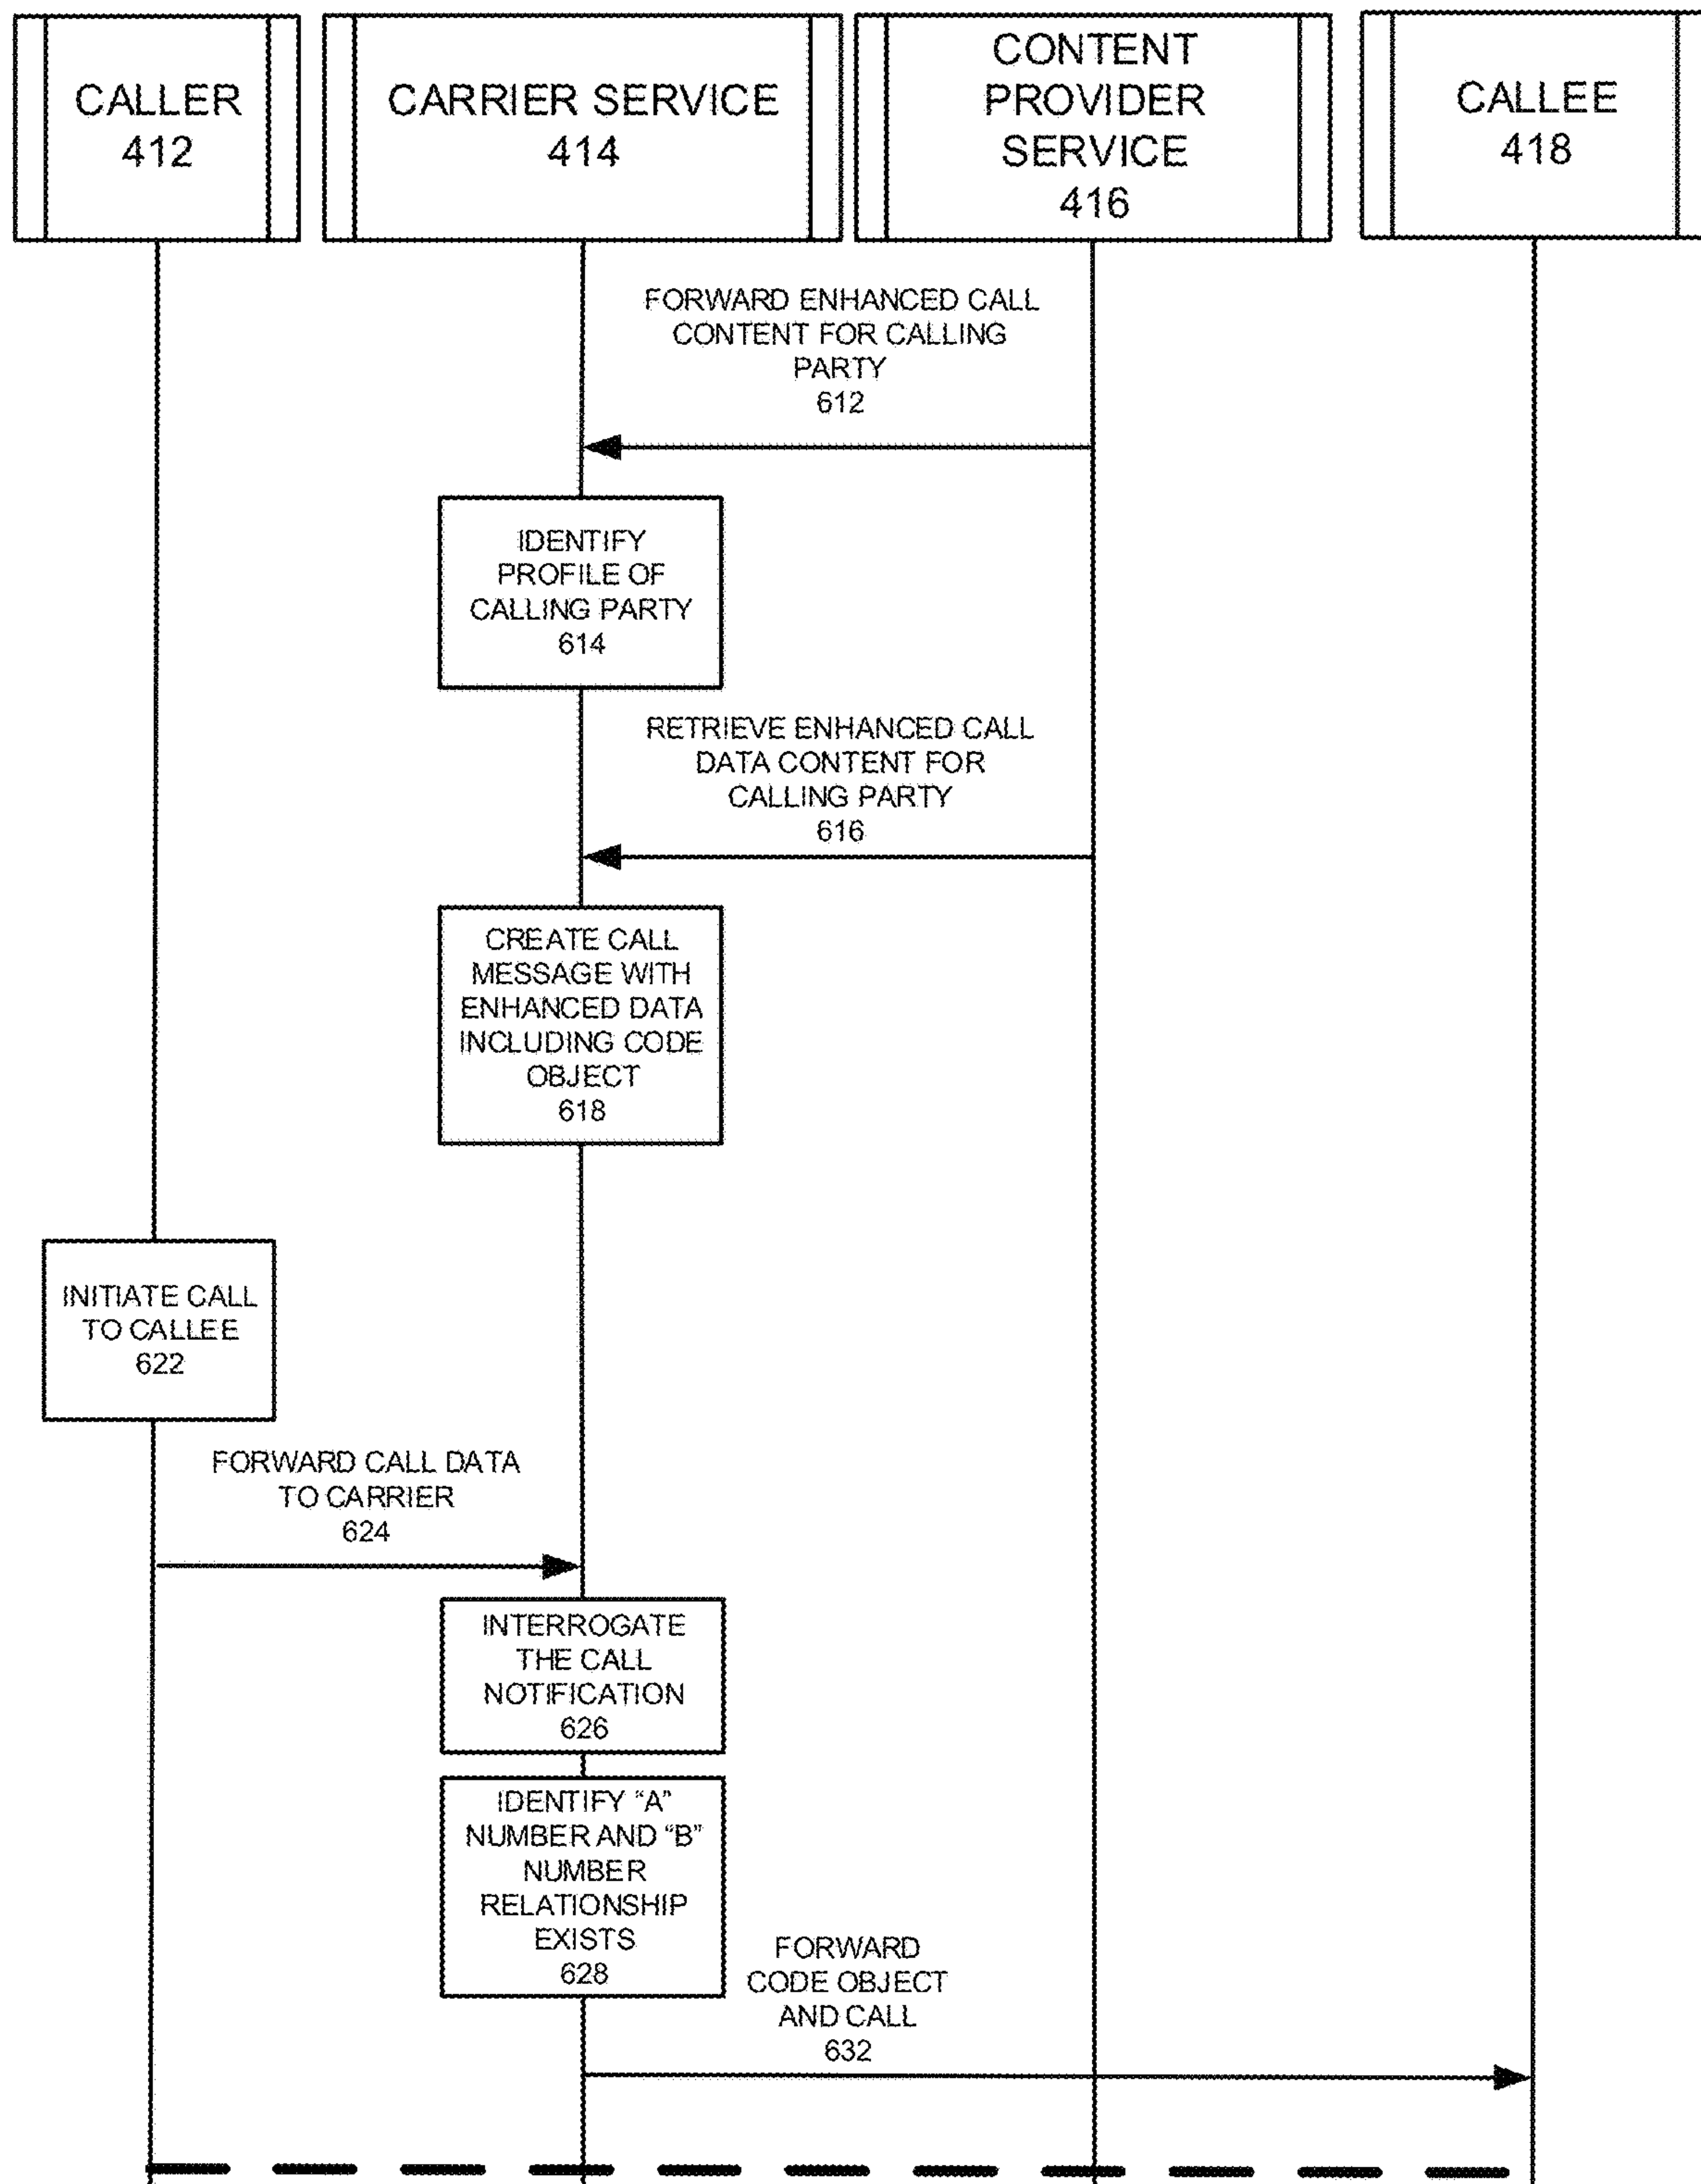 CALLER
412
CARRIER SERVICE
414
CONTENT
PROVIDER
SERVICE
416
CALLEE
418
FORWARD ENHANCED CALL
CONTENT FOR CALLING
PARTY
612
IDENTIFY
PROFILE OF
CALLING PARTY
614
RETRIEVE ENHANCED CALL
DATA CONTENT FOR
CALLING PARTY
616
CREATE CALL
MESSAGE WITH
ENHANCED DATA
INCLUDING CODE
OBJECT
618
INITIATE CALL
TO CALLEE
622
FORWARD CALL DATA
TO CARRIER
624
INTERROGATE
THE CALL
NOTIFICATION
626
IDENTIFY “A”
NUMBER AND “B”
NUMBER
RELATIONSHIP
EXISTS
628
FORWARD
CODE OBJECT
AND CALL
632